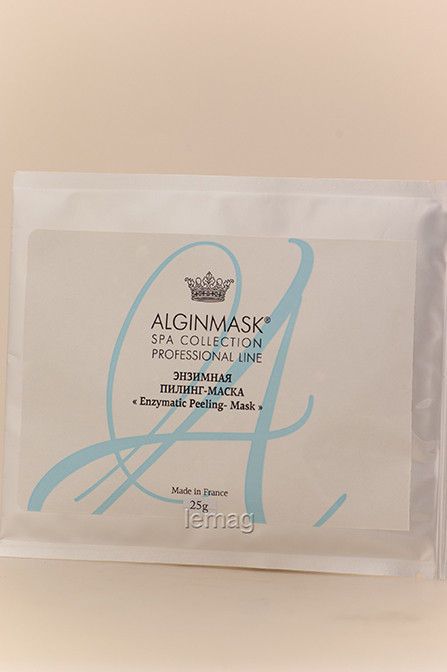 ALGINMASK®
SPA COLLECTION
PROFESSIONAL LINE
ЭНЗИМНАЯ
ПИЛИНГ-МАСКА
« Enzymatic Peeling- Mask »
Made in France
25g
lemag